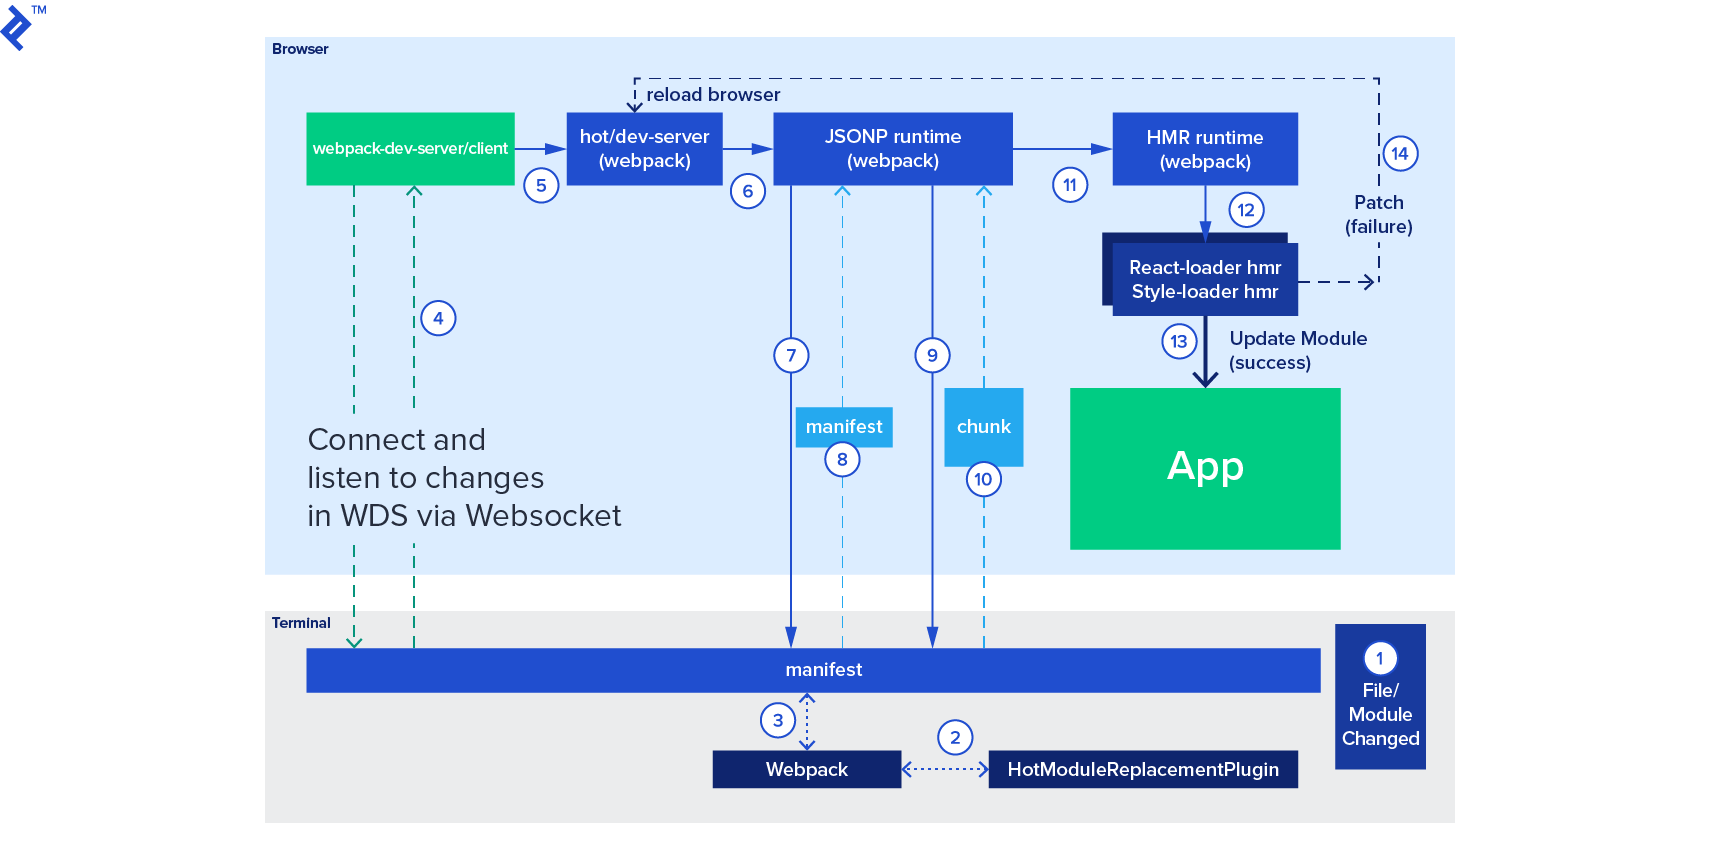 TM
Browser
reload browser
webpack-dev-server/client
hot/dev-server
(webpack)
JSONP runtime
(webpack)
HMR runtime
(webpack)
14
5
6
11
12
Patch
(failure)
React-loader hmr
Style-loader hmr
4
7
9
13
Update Module
(success)
manifest
8
chunk
10
App
Connect and
listen to changes
in WDS via Websocket
Terminal
manifest
1
File/
Module
Changed
3
2
Webpack
HotModuleReplacementPlugin